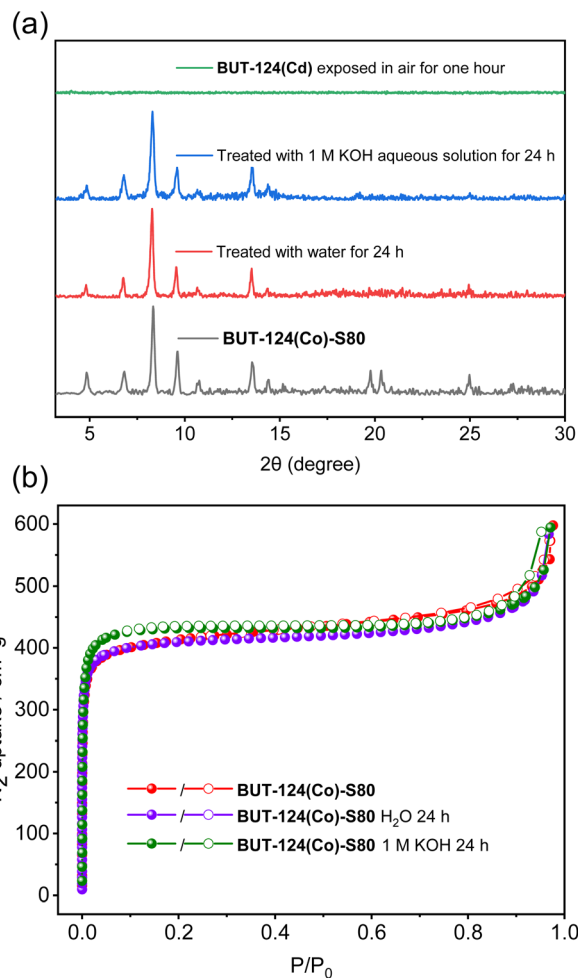 (a)
BUT-124(Cd) exposed in air for one hour
Treated with 1 M KOH aqueous solution for 24 h
Treated with water for 24 h
BUT-124(Co)-S80
5 10 15 20 25 30
2θ (degree)
(b)
600
500
400
300
200
100
0
BUT-124(Co)-S80
BUT-124(Co)-S80 H₂O 24 h
BUT-124(Co)-S80 1 M KOH 24 h
0.0 0.2 0.4 0.6 0.8 1.0
P/P₀